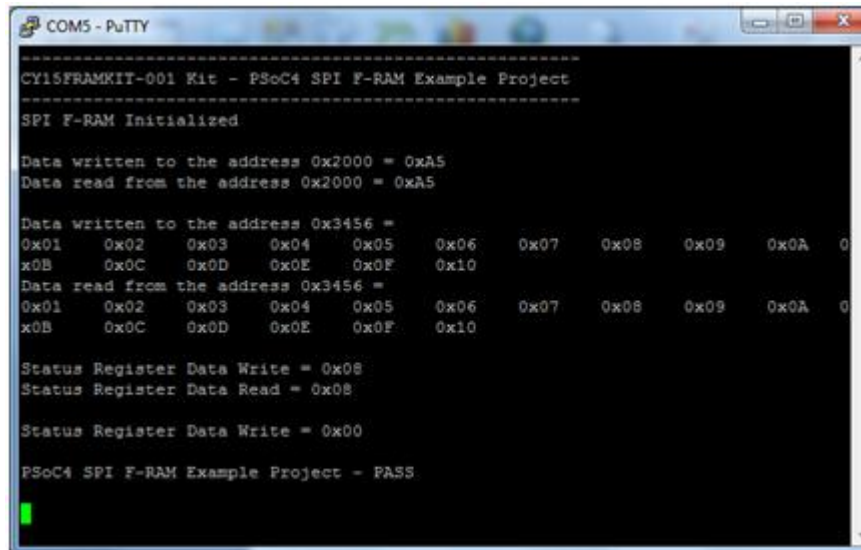 COM5 - PuTTY
------------------------------------------------------------
CY15FRAMKIT-001 Kit - PSoC4 SPI F-RAM Example Project
------------------------------------------------------------
SPI F-RAM Initialized
Data written to the address 0x2000 = 0xA5
Data read from the address 0x2000 = 0xA5
Data written to the address 0x3456 =
0x01 0x02 0x03 0x04 0x05 0x06 0x07 0x08 0x09 0x0A 0
x0B 0x0C 0x0D 0x0E 0x0F 0x10
Data read from the address 0x3456 =
0x01 0x02 0x03 0x04 0x05 0x06 0x07 0x08 0x09 0x0A 0
x0B 0x0C 0x0D 0x0E 0x0F 0x10
Status Register Data Write = 0x08
Status Register Data Read = 0x08
Status Register Data Write = 0x00
PSoC4 SPI F-RAM Example Project - PASS